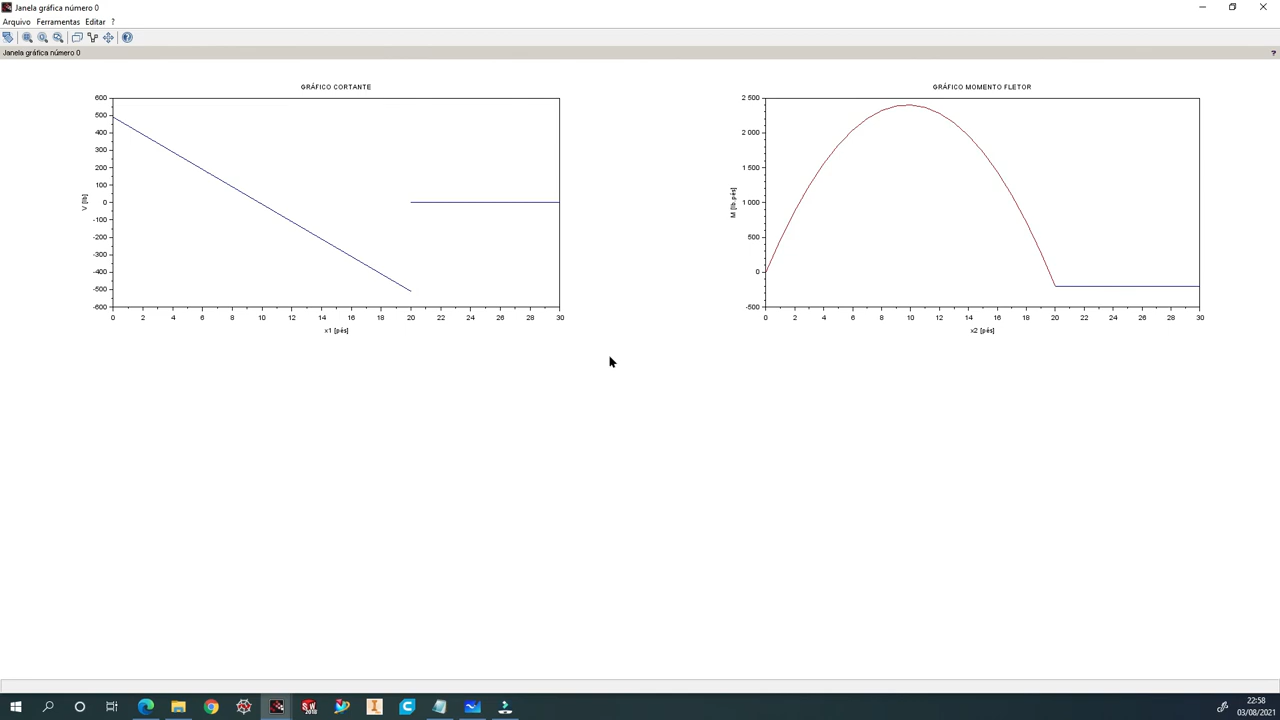 Janela gráfica número 0
Arquivo Ferramentas Editar ?
Janela gráfica número 0 ?
GRÁFICO CORTANTE
600
500
400
300
200
100
0
-100
-200
-300
-400
-500
-600
V [lb]
0 2 4 6 8 10 12 14 16 18 20 22 24 26 28 30
x1 [pés]
GRÁFICO MOMENTO FLETOR
2 500
2 000
1 500
1 000
500
0
-500
M [lb.pés]
0 2 4 6 8 10 12 14 16 18 20 22 24 26 28 30
x2 [pés]
22:58
03/08/2021